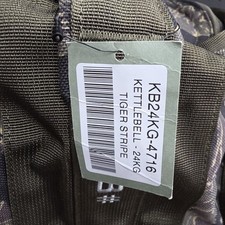 KB24KG-4716
KETTLEBELL - 24KG
TIGER STRIPE